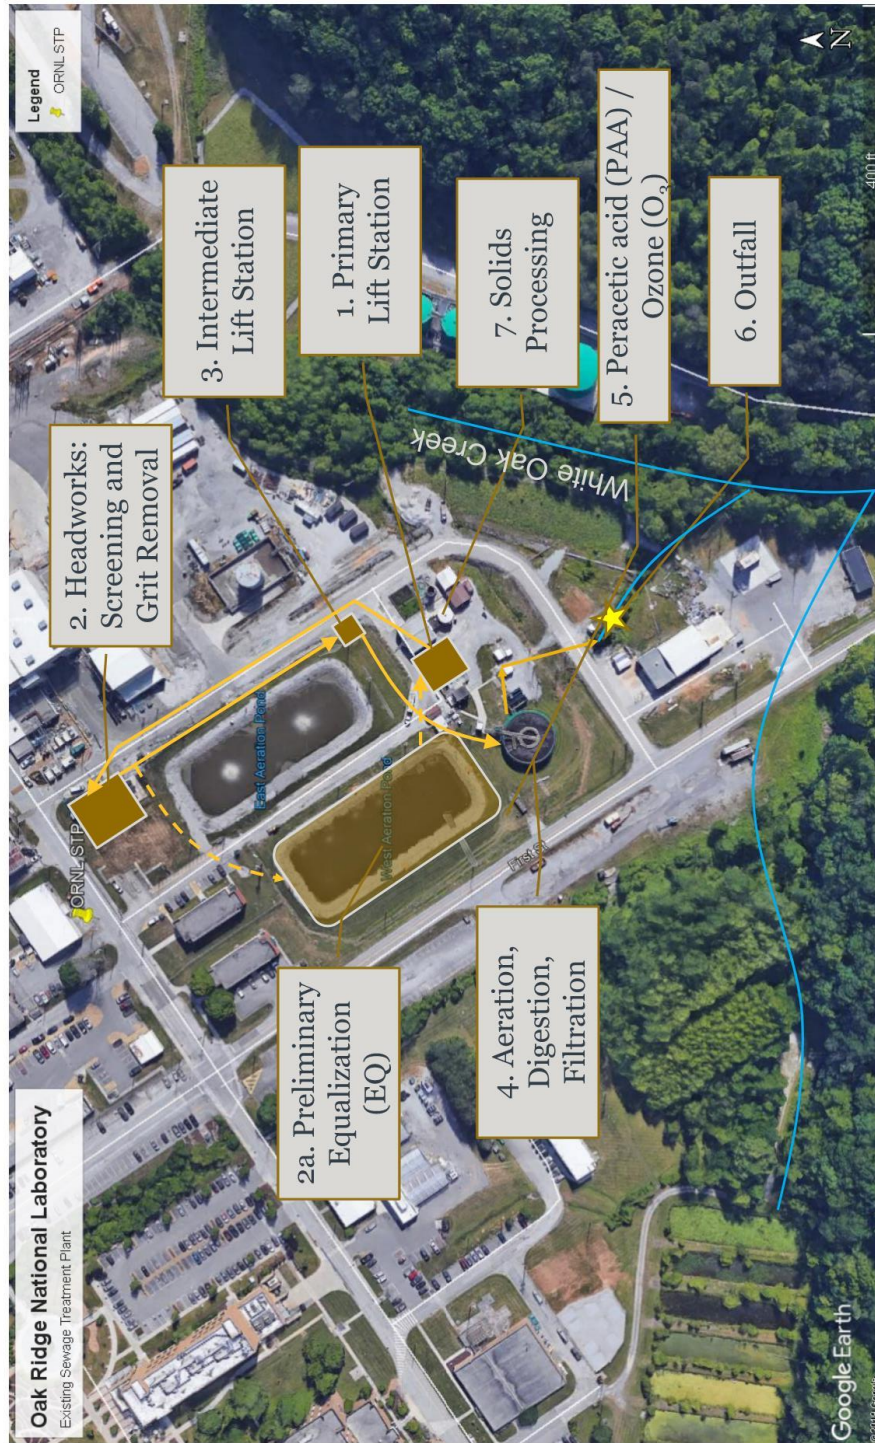 Oak Ridge National Laboratory
Existing Sewage Treatment Plant
Legend
ORNL STP
ORNL STP
2. Headworks:
Screening and
Grit Removal
3. Intermediate
Lift Station
1. Primary
Lift Station
7. Solids
Processing
5. Peracetic acid (PAA) /
Ozone (O₃)
6. Outfall
2a. Preliminary
Equalization
(EQ)
4. Aeration,
Digestion,
Filtration
East Aeration Pond
West Aeration Pond
First St
White Oak Creek
N
400 ft
Google Earth
©2019 Google